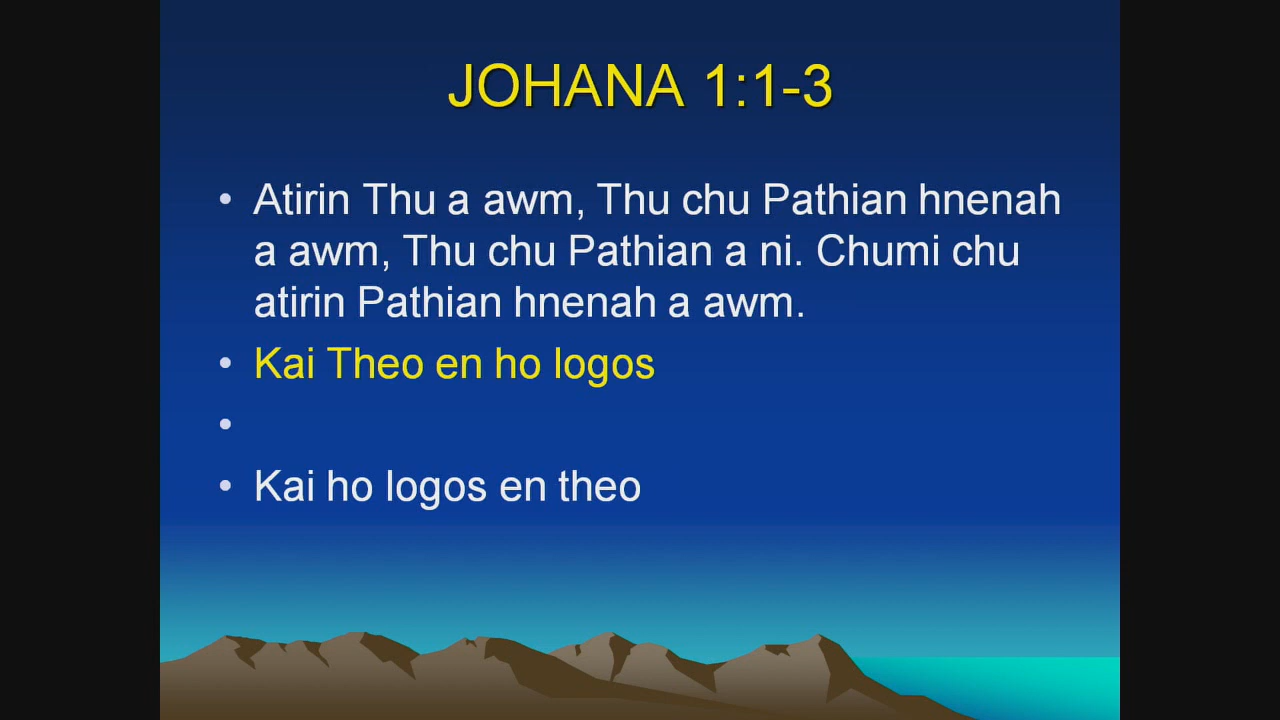 JOHANA 1:1-3
• Atirin Thu a awm, Thu chu Pathian hnenah
a awm, Thu chu Pathian a ni. Chumi chu
atirin Pathian hnenah a awm.
• Kai Theo en ho logos
•
• Kai ho logos en theo